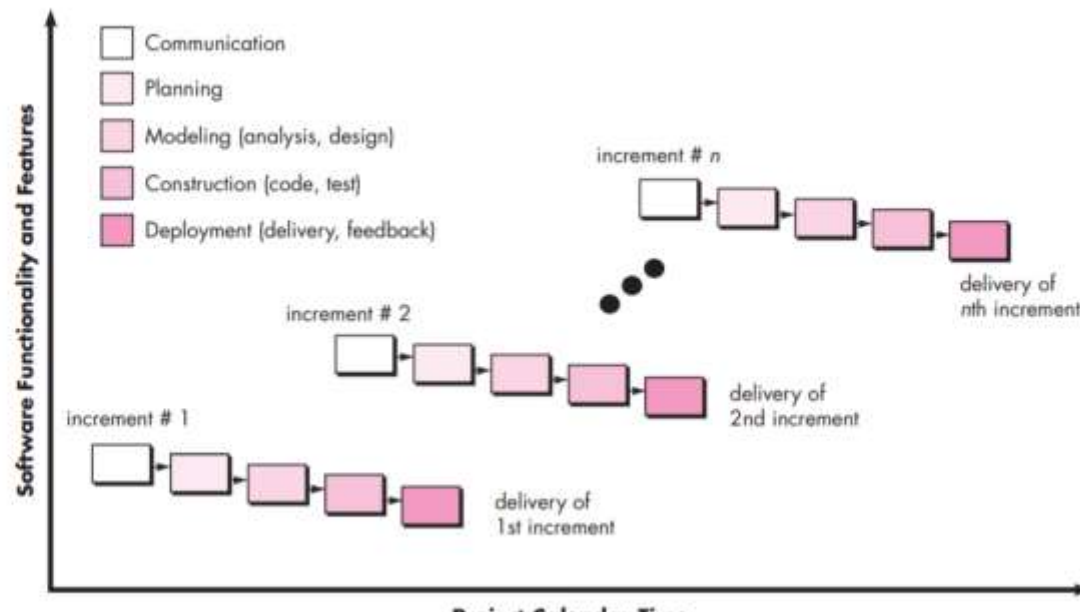 Communication
Planning
Modeling (analysis, design)
Construction (code, test)
Deployment (delivery, feedback)
Software Functionality and Features
increment # n
delivery of
nth increment
increment # 2
delivery of
2nd increment
increment # 1
delivery of
1st increment